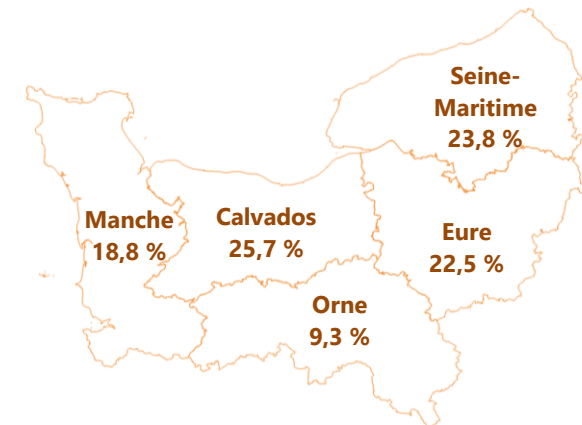 Seine-
Maritime
23,8 %
Manche
18,8 %
Calvados
25,7 %
Eure
22,5 %
Orne
9,3 %